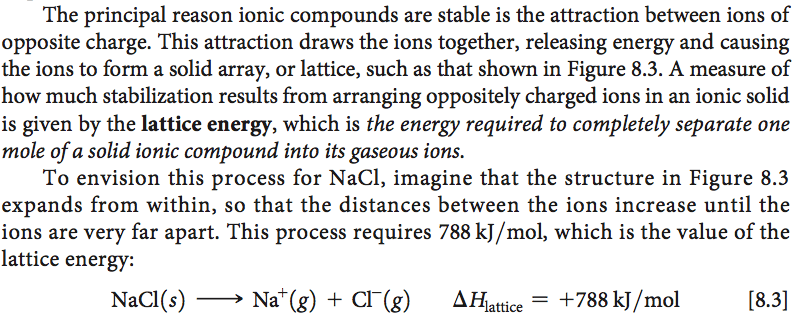 The principal reason ionic compounds are stable is the attraction between ions of
opposite charge. This attraction draws the ions together, releasing energy and causing
the ions to form a solid array, or lattice, such as that shown in Figure 8.3. A measure of
how much stabilization results from arranging oppositely charged ions in an ionic solid
is given by the lattice energy, which is the energy required to completely separate one
mole of a solid ionic compound into its gaseous ions.
To envision this process for NaCl, imagine that the structure in Figure 8.3
expands from within, so that the distances between the ions increase until the
ions are very far apart. This process requires 788 kJ/mol, which is the value of the
lattice energy:
NaCl(s) ⟶ Na⁺(g) + Cl⁻(g) ΔH_lattice = +788 kJ/mol [8.3]